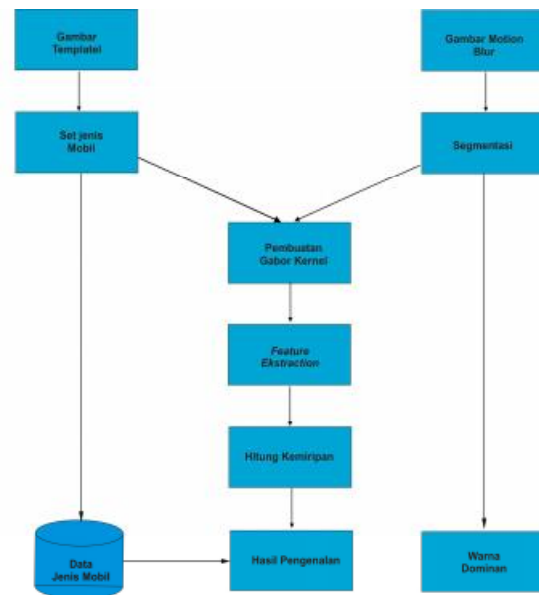 Gambar
Templatel
Gambar Motion
Blur
Set jenis
Mobil
Segmentasi
Pembuatan
Gabor Kernel
Feature
Ekstraction
Hitung Kemiripan
Data
Jenis Mobil
Hasil Pengenalan
Warna
Dominan